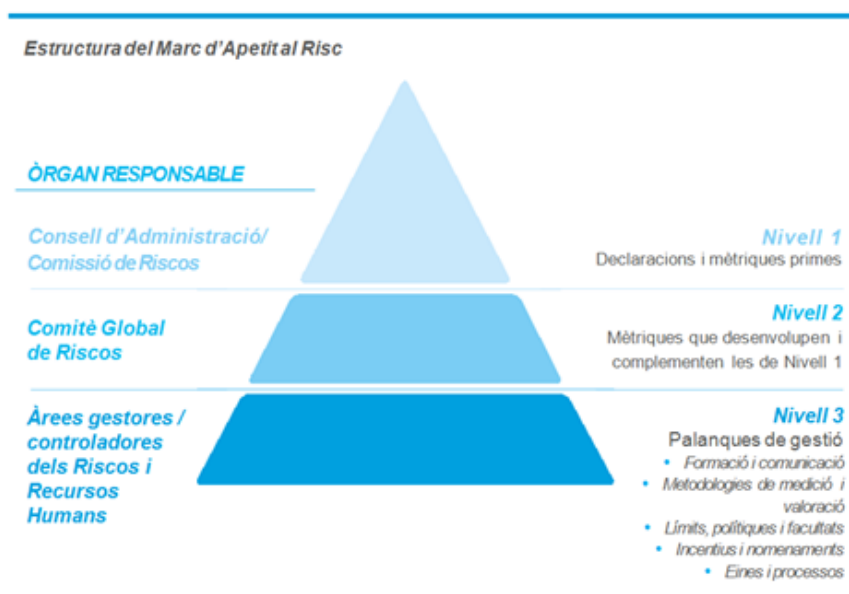 Estructura del Marc d’Apetit al Risc
ÒRGAN RESPONSABLE
Consell d’Administració/
Comissió de Riscos
Nivell 1
Declaracions i mètriques primes
Comitè Global
de Riscos
Nivell 2
Mètriques que desenvolupen i
complementen les de Nivell 1
Àrees gestores /
controladores
dels Riscos i
Recursos
Humans
Nivell 3
Palanques de gestió
• Formació i comunicació
• Metodologies de medició i
valoració
• Límits, polítiques i facultats
• Incentius i nomenaments
• Eines i processos